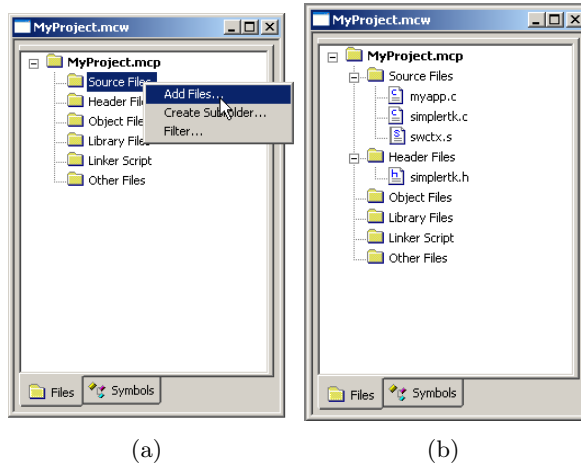 MyProject.mcw
MyProject.mcp
Source Files
Header Fil
Object File
Library Files
Linker Script
Other Files
Add Files...
Create Subfolder...
Filter...
Files
Symbols
(a)
MyProject.mcw
MyProject.mcp
Source Files
myapp.c
simplertk.c
swctx.s
Header Files
simplertk.h
Object Files
Library Files
Linker Script
Other Files
Files
Symbols
(b)